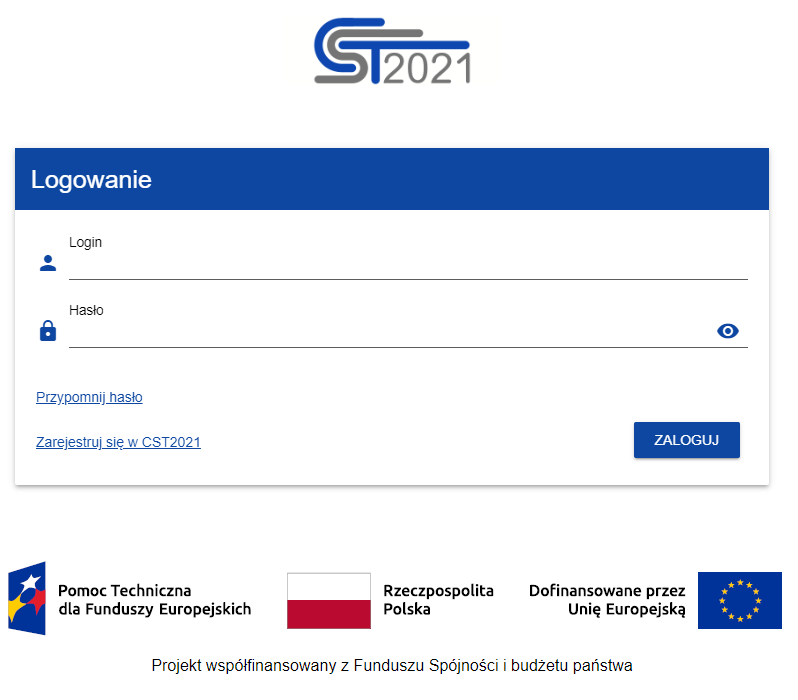 CST2021
Logowanie
Login
Hasło
Przypomnij hasło
Zarejestruj się w CST2021
ZALOGUJ
Pomoc Techniczna
dla Funduszy Europejskich
Rzeczpospolita
Polska
Dofinansowane przez
Unię Europejską
Projekt współfinansowany z Funduszu Spójności i budżetu państwa